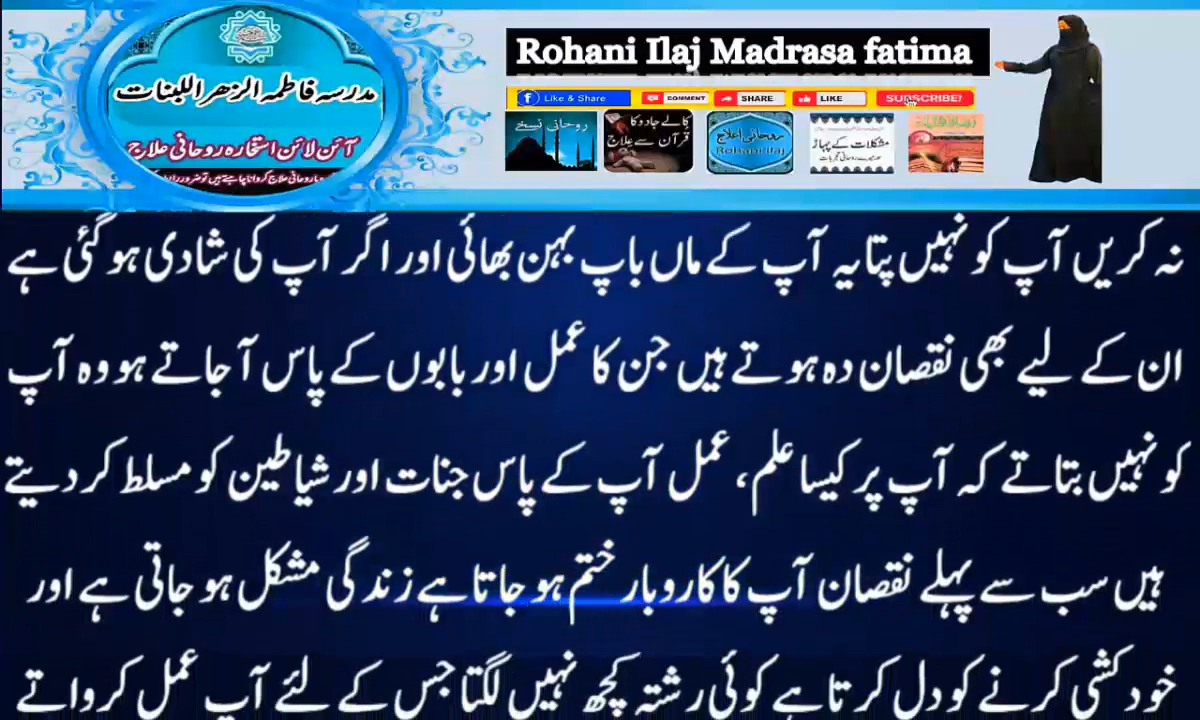 مدرسہ فاطمہ الزھرا للبنات
آئن لائن استخارہ روحانی علاج
Rohani Ilaj Madrasa fatima
Like & Share
COMMENT
SHARE
LIKE
SUBSCRIBE!
روحانی نسخے
کالے جادو کا
قرآن سے علاج
روحانی علاج
Rohani ilaj
مشکلات کے پہاڑ
نہ کریں آپ کو نہیں پتا یہ آپ کے ماں باپ بہن بھائی اور اگر آپ کی شادی ہو گئی ہے
ان کے لیے بھی نقصان دہ ہوتے ہیں جن کا عمل اور بابوں کے پاس آ جاتے ہو وہ آپ
کو نہیں بتاتے کہ آپ پر کیسا علم، عمل آپ کے پاس جنات اور شیاطین کو مسلط کر دیتے
ہیں سب سے پہلے نقصان آپ کا کاروبار ختم ہو جاتا ہے زندگی مشکل ہو جاتی ہے اور
خودکشی کرنے کو دل کرتا ہے کوئی رشتہ کچھ نہیں لگتا جس کے لئے آپ عمل کرواتے